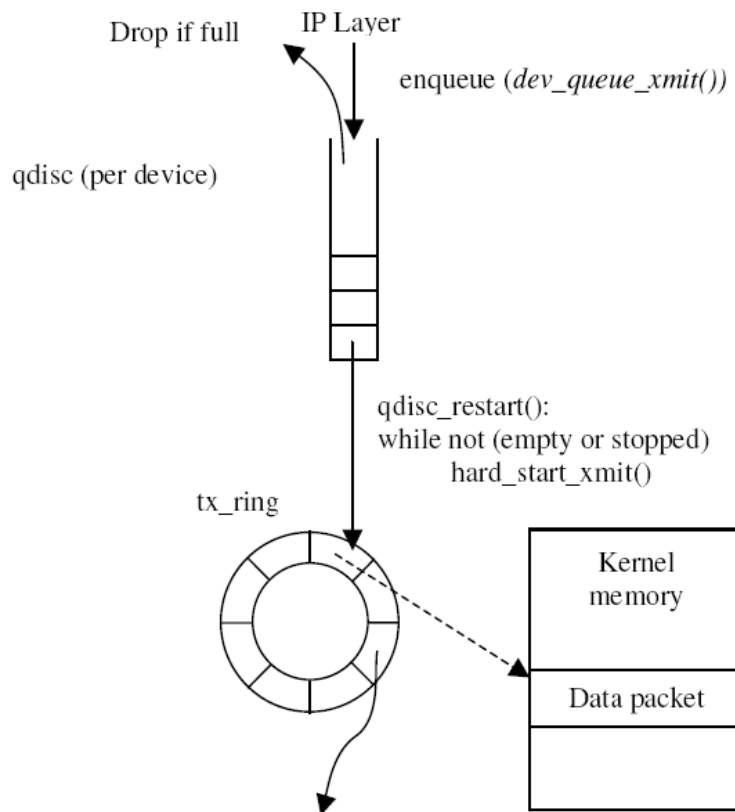 IP Layer
Drop if full
enqueue (dev_queue_xmit())
qdisc (per device)
qdisc_restart():
while not (empty or stopped)
hard_start_xmit()
tx_ring
Kernel
memory
Data packet